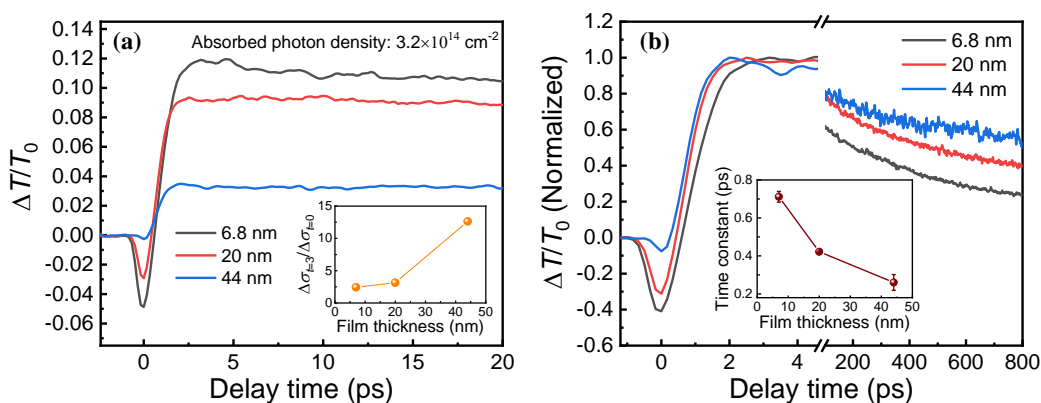 (a)
Absorbed photon density: 3.2×10¹⁴ cm⁻²
0.14
0.12
0.10
0.08
0.06
0.04
0.02
0.00
-0.02
-0.04
-0.06
ΔT/T₀
6.8 nm
20 nm
44 nm
15
10
5
0
Δσₜ₌₃/Δσₜ₌₀
0 10 20 30 40 50
Film thickness (nm)
0 5 10 15 20
Delay time (ps)
(b)
1.2
1.0
0.8
0.6
0.4
0.2
0.0
-0.2
-0.4
-0.6
ΔT/T₀ (Normalized)
6.8 nm
20 nm
44 nm
0.8
0.6
0.4
0.2
Time constant (ps)
0 10 20 30 40 50
Film thickness (nm)
0 2 4 200 400 600 800
Delay time (ps)